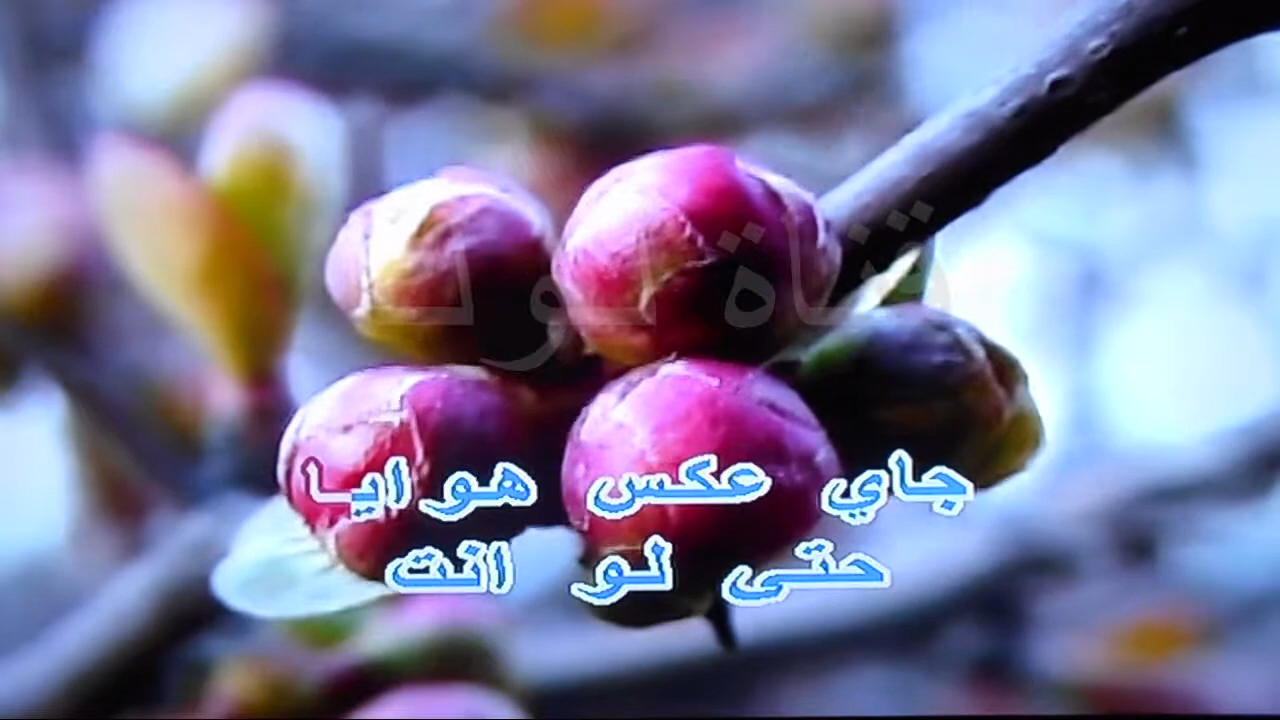 جاي عكس هوايا
حتى لو انت